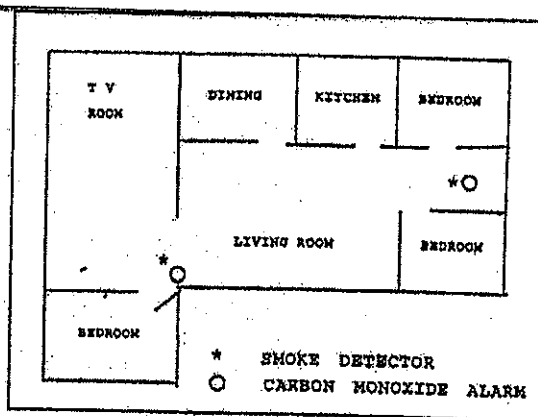 T V
ROOM
DINING
KITCHEN
BEDROOM
*O
LIVING ROOM
BEDROOM
*
O
BEDROOM
* SMOKE DETECTOR
O CARBON MONOXIDE ALARM